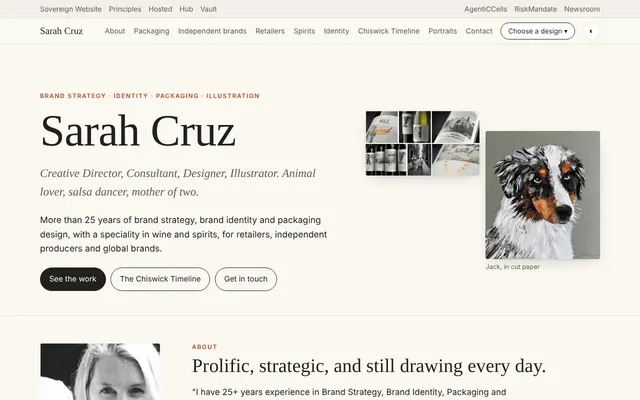 Sovereign Website Principles Hosted Hub Vault AgentiCCells RiskMandate Newsroom
Sarah Cruz About Packaging Independent brands Retailers Spirits Identity Chiswick Timeline Portraits Contact Choose a design ▾
BRAND STRATEGY · IDENTITY · PACKAGING · ILLUSTRATION
Sarah Cruz
Creative Director, Consultant, Designer, Illustrator. Animal
lover, salsa dancer, mother of two.
More than 25 years of brand strategy, brand identity and packaging
design, with a speciality in wine and spirits, for retailers, independent
producers and global brands.
See the work The Chiswick Timeline Get in touch
Jack, in cut paper
ABOUT
Prolific, strategic, and still drawing every day.
"I have 25+ years experience in Brand Strategy, Brand Identity, Packaging and